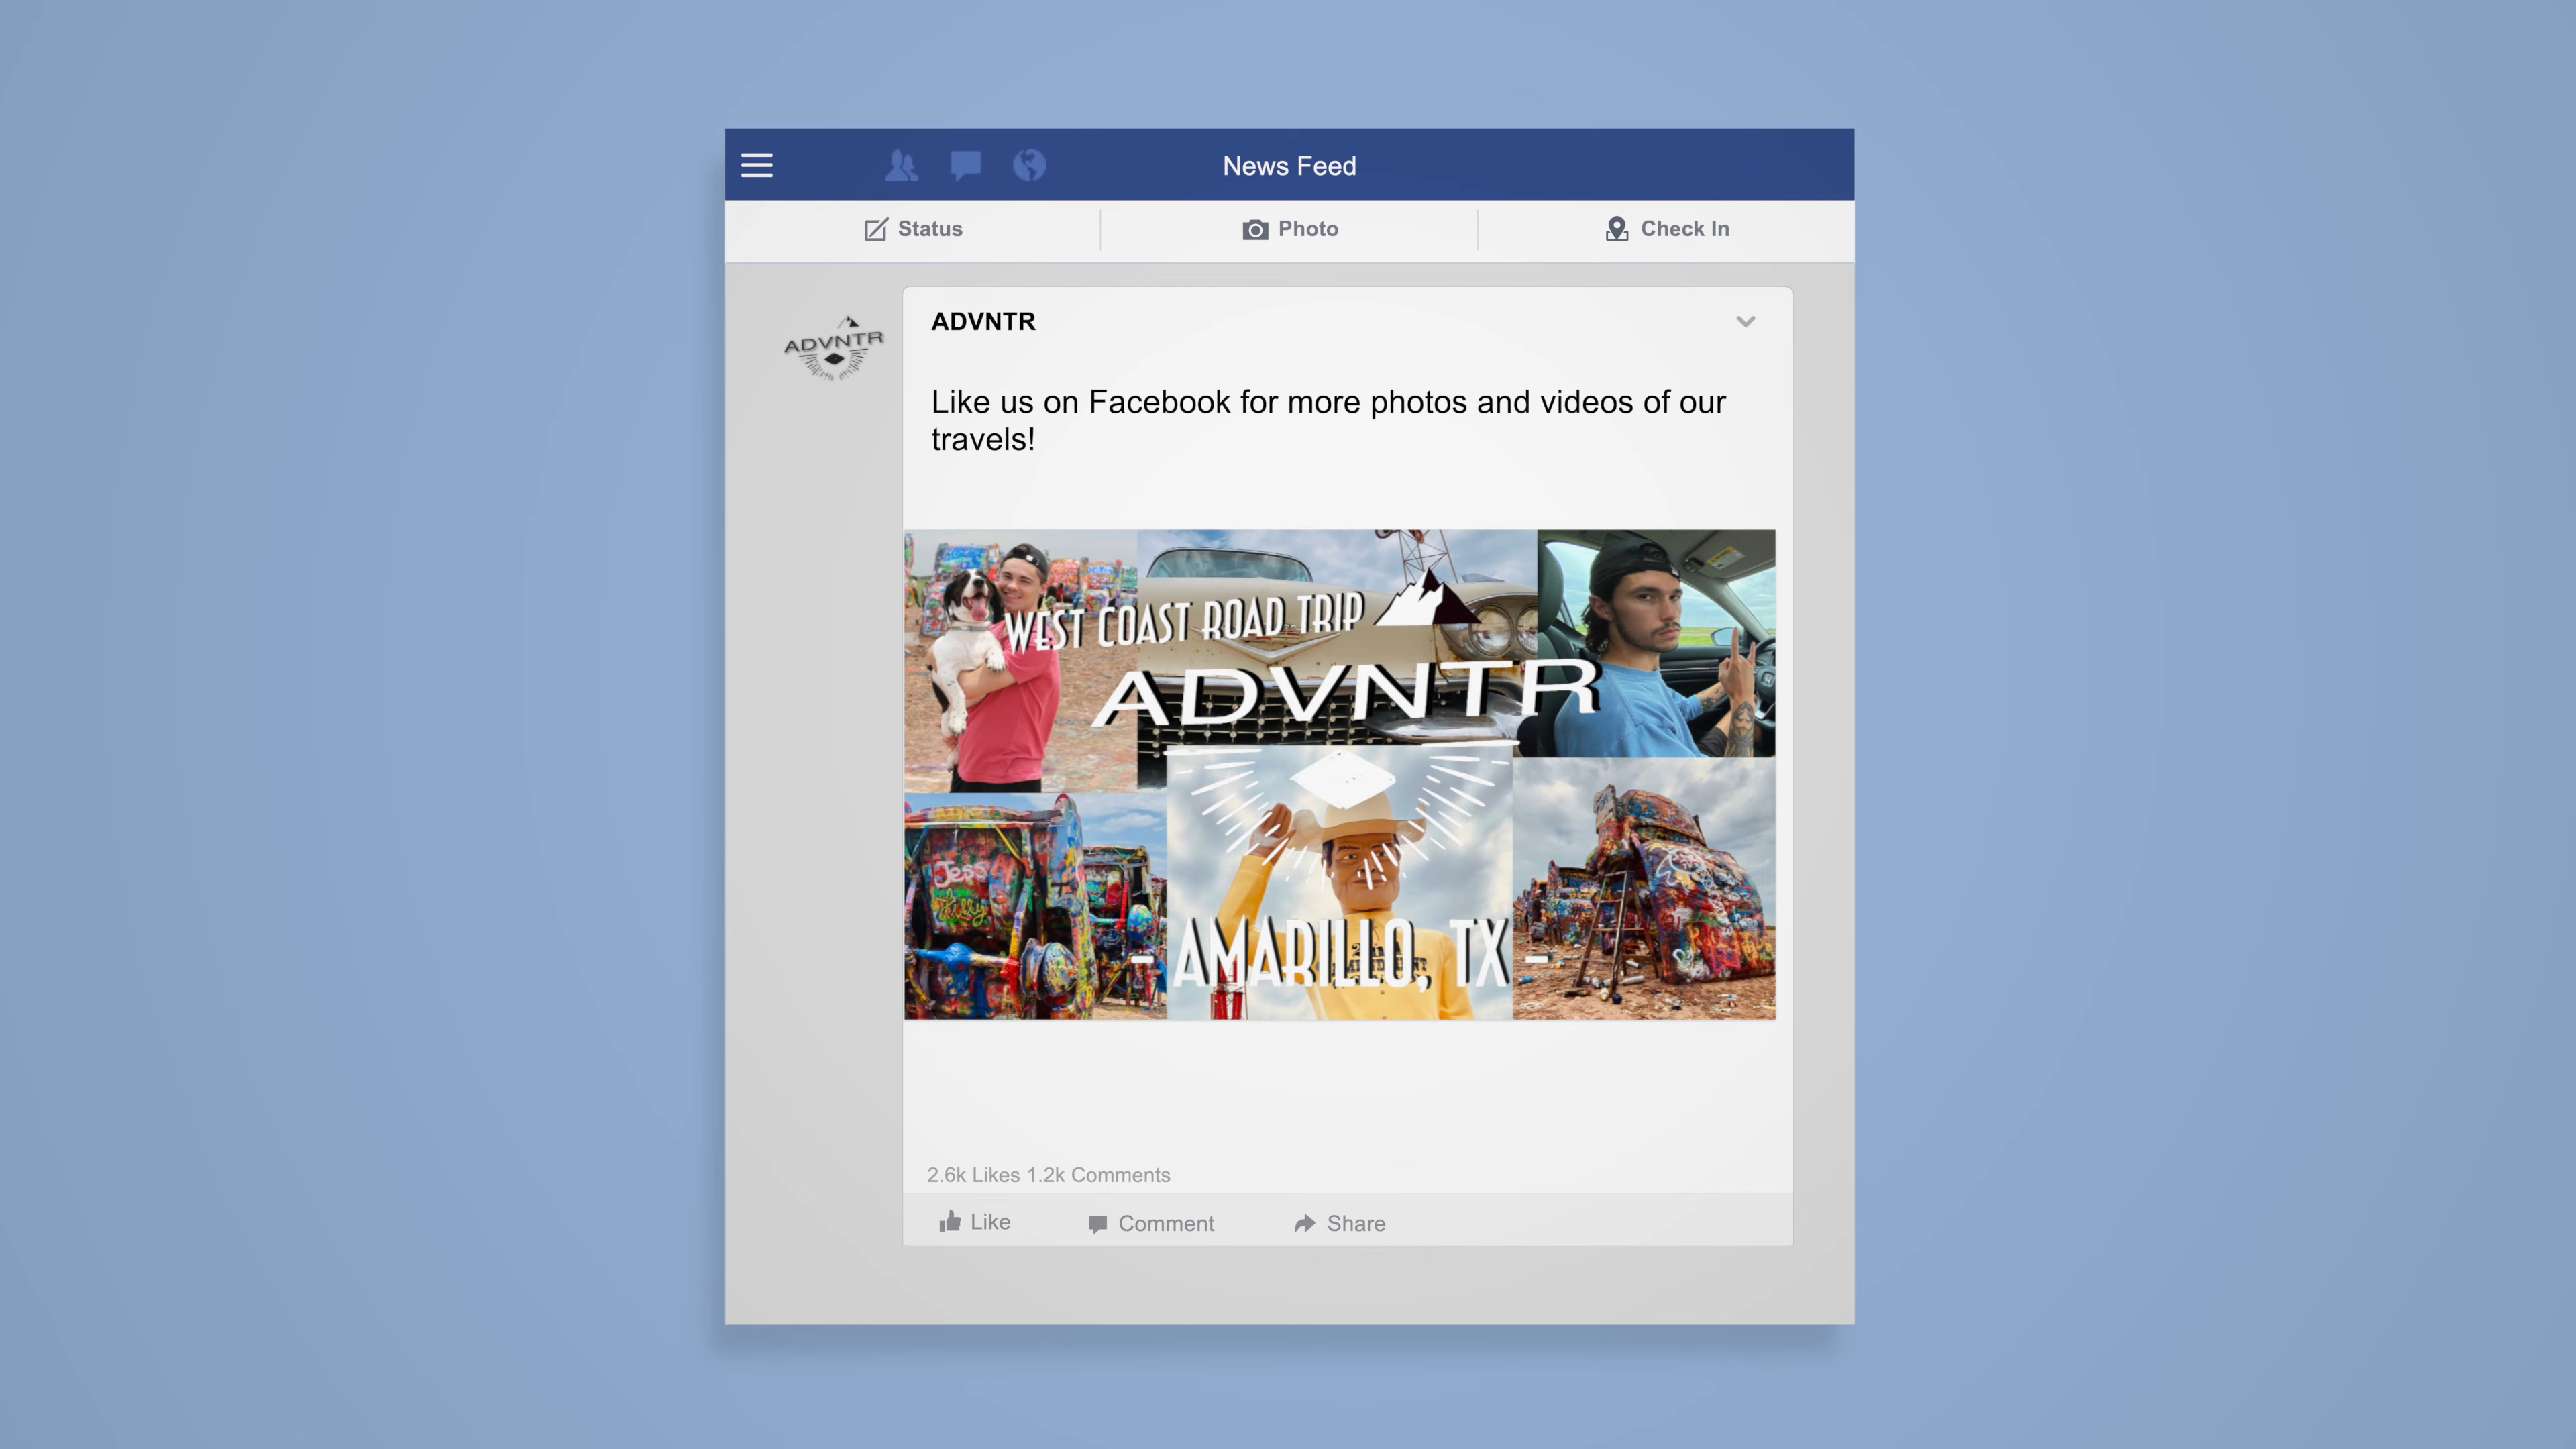 News Feed
Status
Photo
Check In
ADVNTR
ADVNTR
Like us on Facebook for more photos and videos of our
travels!
WEST COAST ROAD TRIP
ADVNTR
Jess
- AMARILLO, TX -
2.6k Likes 1.2k Comments
Like
Comment
Share